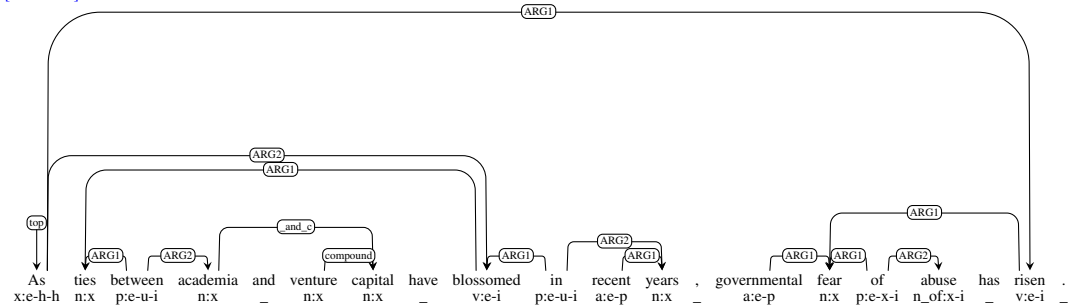 ARG1
ARG2
ARG1
top
ARG1
_and_c
ARG2
ARG1 ARG2 compound ARG1 ARG1 ARG1 ARG1 ARG2
As ties between academia and venture capital have blossomed in recent years , governmental fear of abuse has risen .
x:e-h-h n:x p:e-u-i n:x _ n:x n:x _ v:e-i p:e-u-i a:e-p n:x _ a:e-p n:x p:e-x-i n_of:x-i _ v:e-i _